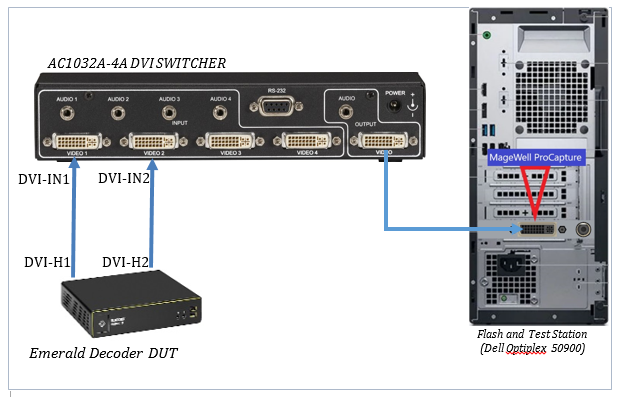 AC1032A-4A DVI SWITCHER
RS-232
POWER
AUDIO 1 AUDIO 2 AUDIO 3 AUDIO 4 AUDIO
+
INPUT
OUTPUT
VIDEO 1 VIDEO 2 VIDEO 3 VIDEO 4 VIDEO
MageWell ProCapture
DVI-IN1 DVI-IN2
DVI-H1 DVI-H2
Emerald Decoder DUT
Flash and Test Station
(Dell Optiplex 50900)